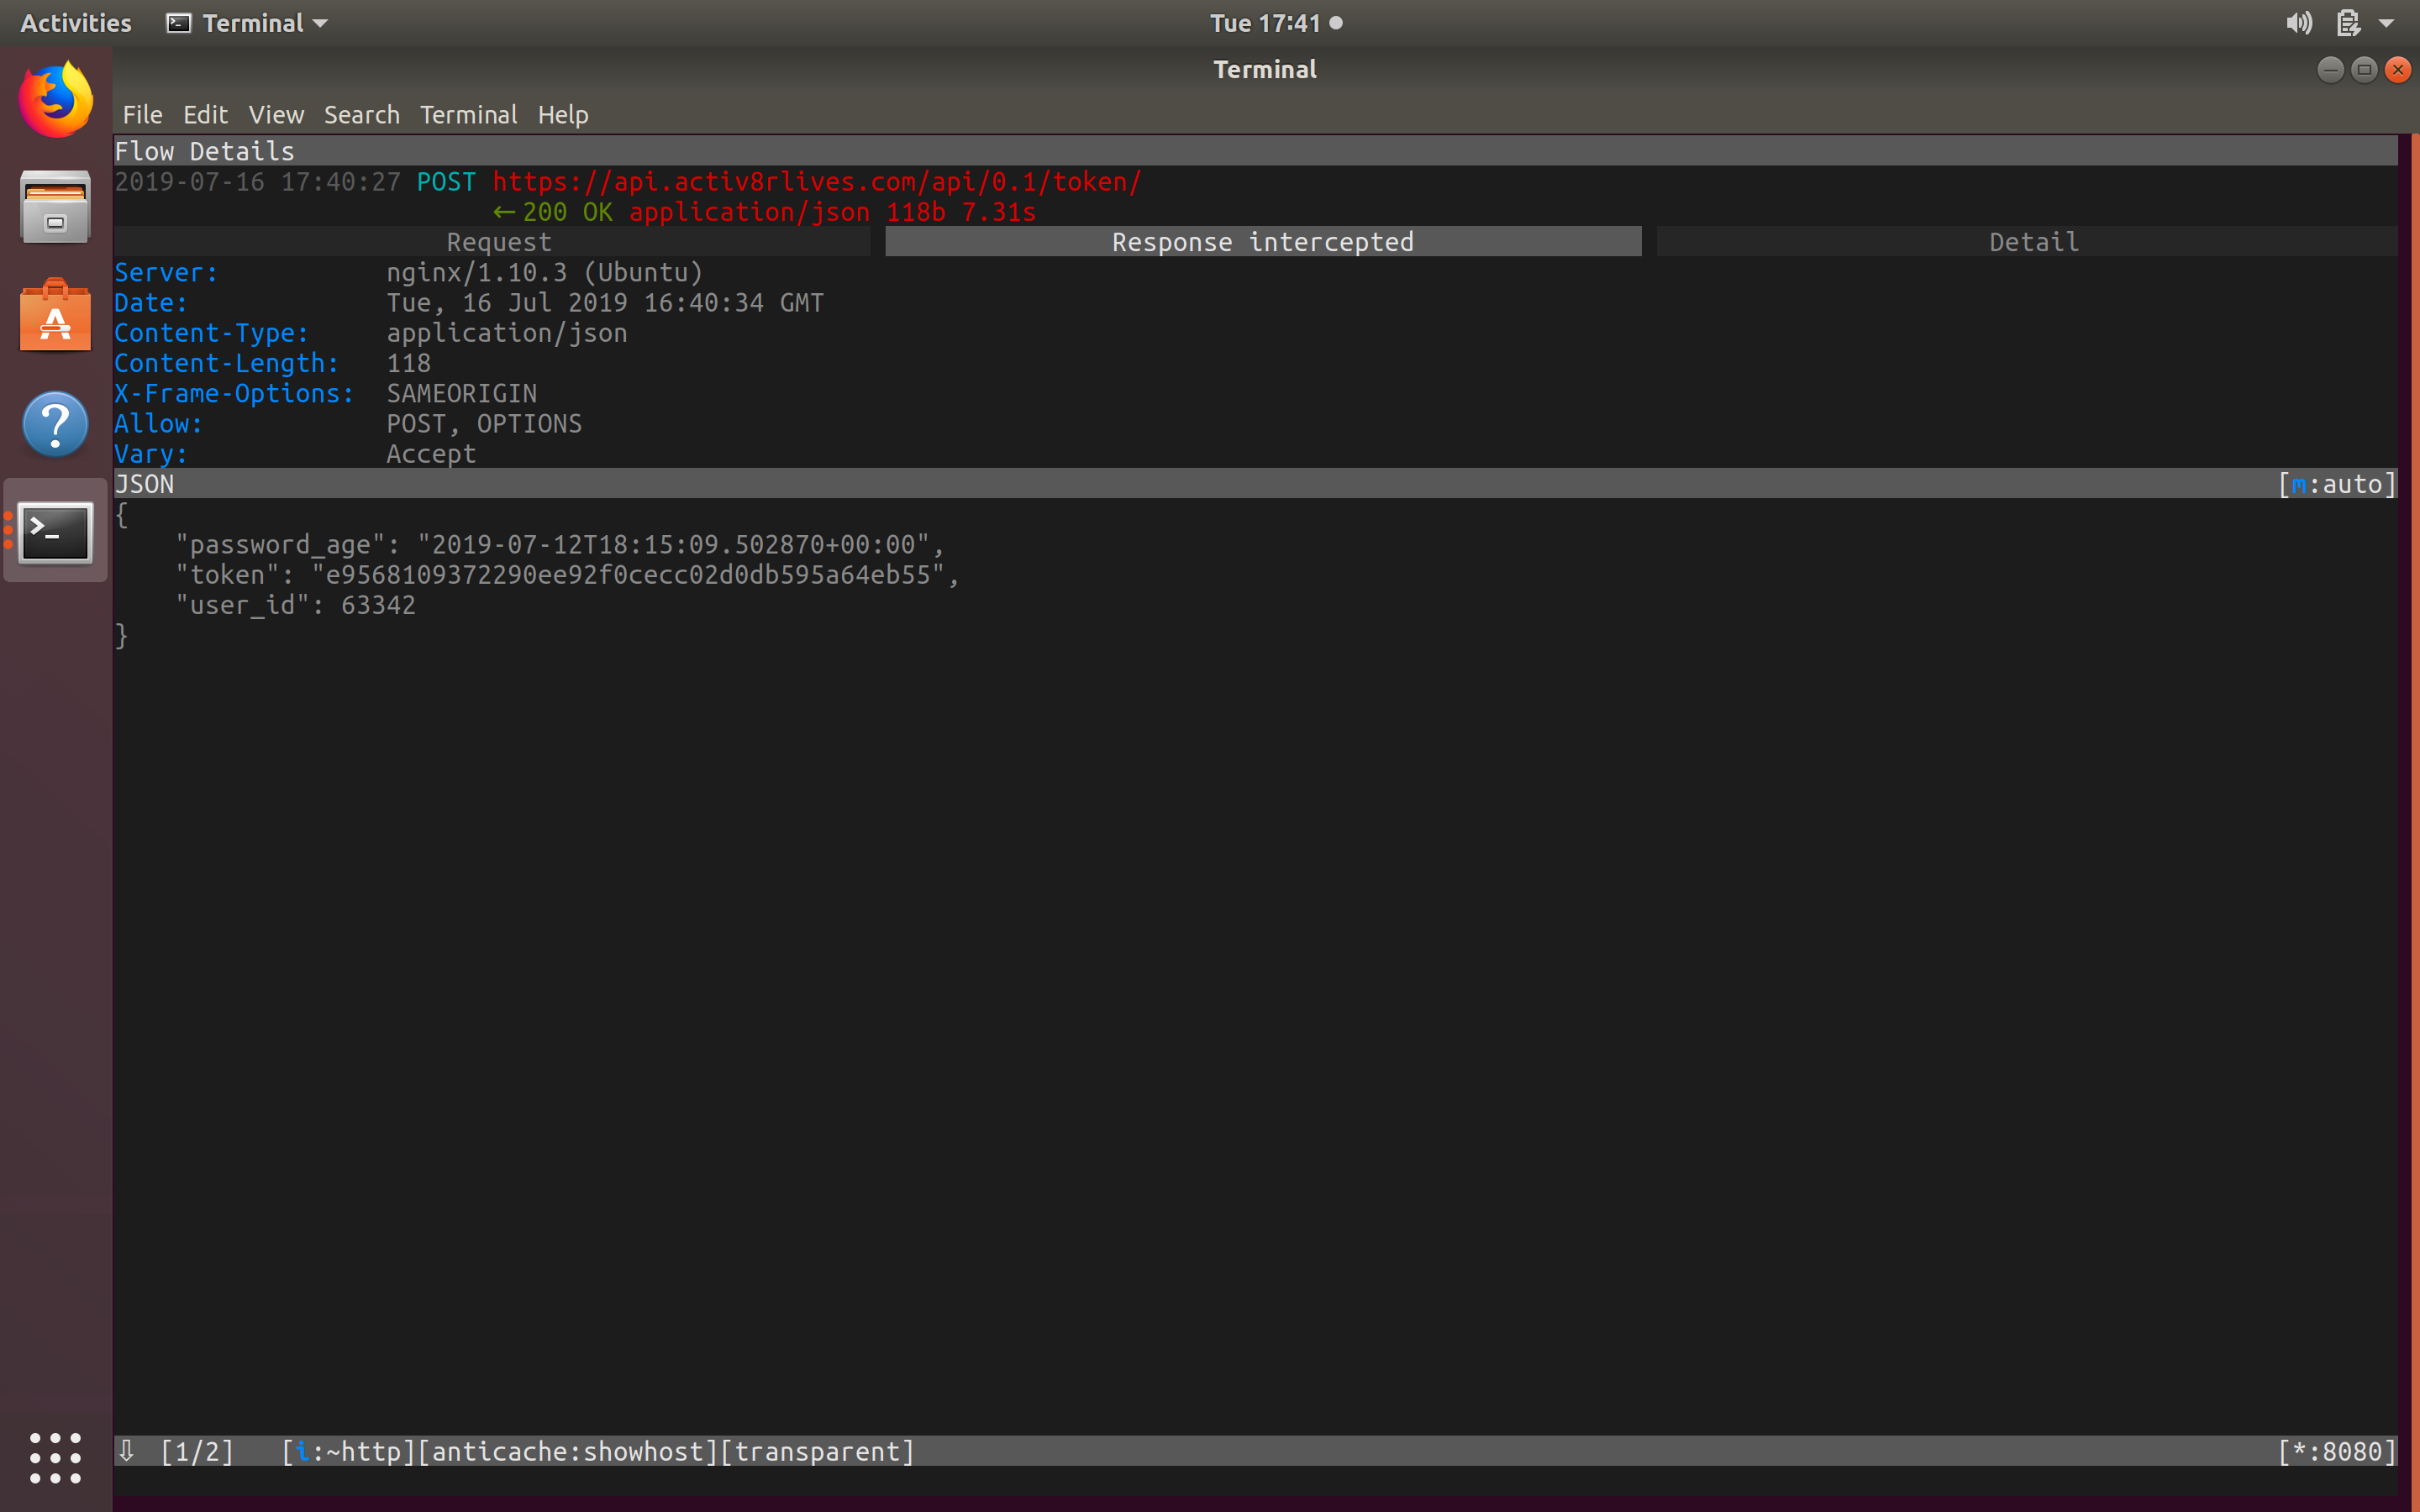 Activities Terminal Tue 17:41
Terminal
File Edit View Search Terminal Help
Flow Details
2019-07-16 17:40:27 POST https://api.activ8rlives.com/api/0.1/token/
←200 OK application/json 118b 7.31s
Request Response intercepted Detail
Server: nginx/1.10.3 (Ubuntu)
Date: Tue, 16 Jul 2019 16:40:34 GMT
Content-Type: application/json
Content-Length: 118
X-Frame-Options: SAMEORIGIN
Allow: POST, OPTIONS
Vary: Accept
JSON [m:auto]
{
"password_age": "2019-07-12T18:15:09.502870+00:00",
"token": "e9568109372290ee92f0cecc02d0db595a64eb55",
"user_id": 63342
}
⇩ [1/2] [i:~http][anticache:showhost][transparent] [*:8080]